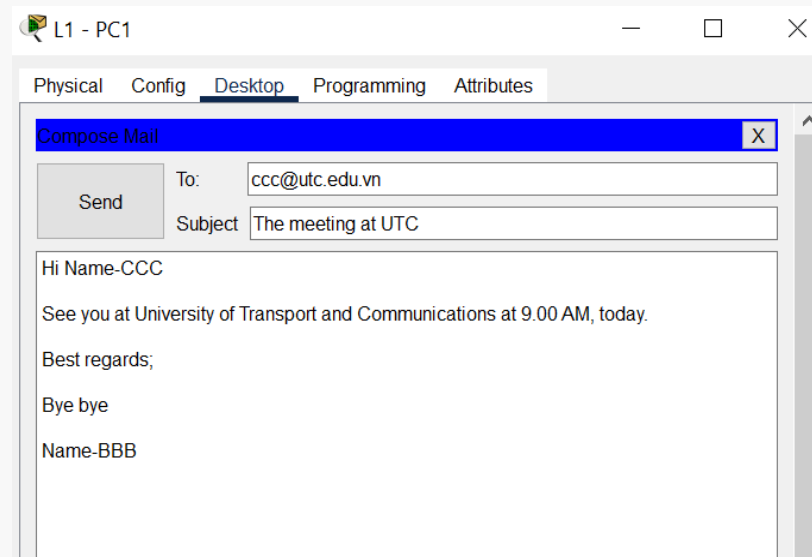 L1 - PC1
Physical Config Desktop Programming Attributes
Compose Mail X
Send
To: ccc@utc.edu.vn
Subject The meeting at UTC
Hi Name-CCC
See you at University of Transport and Communications at 9.00 AM, today.
Best regards;
Bye bye
Name-BBB